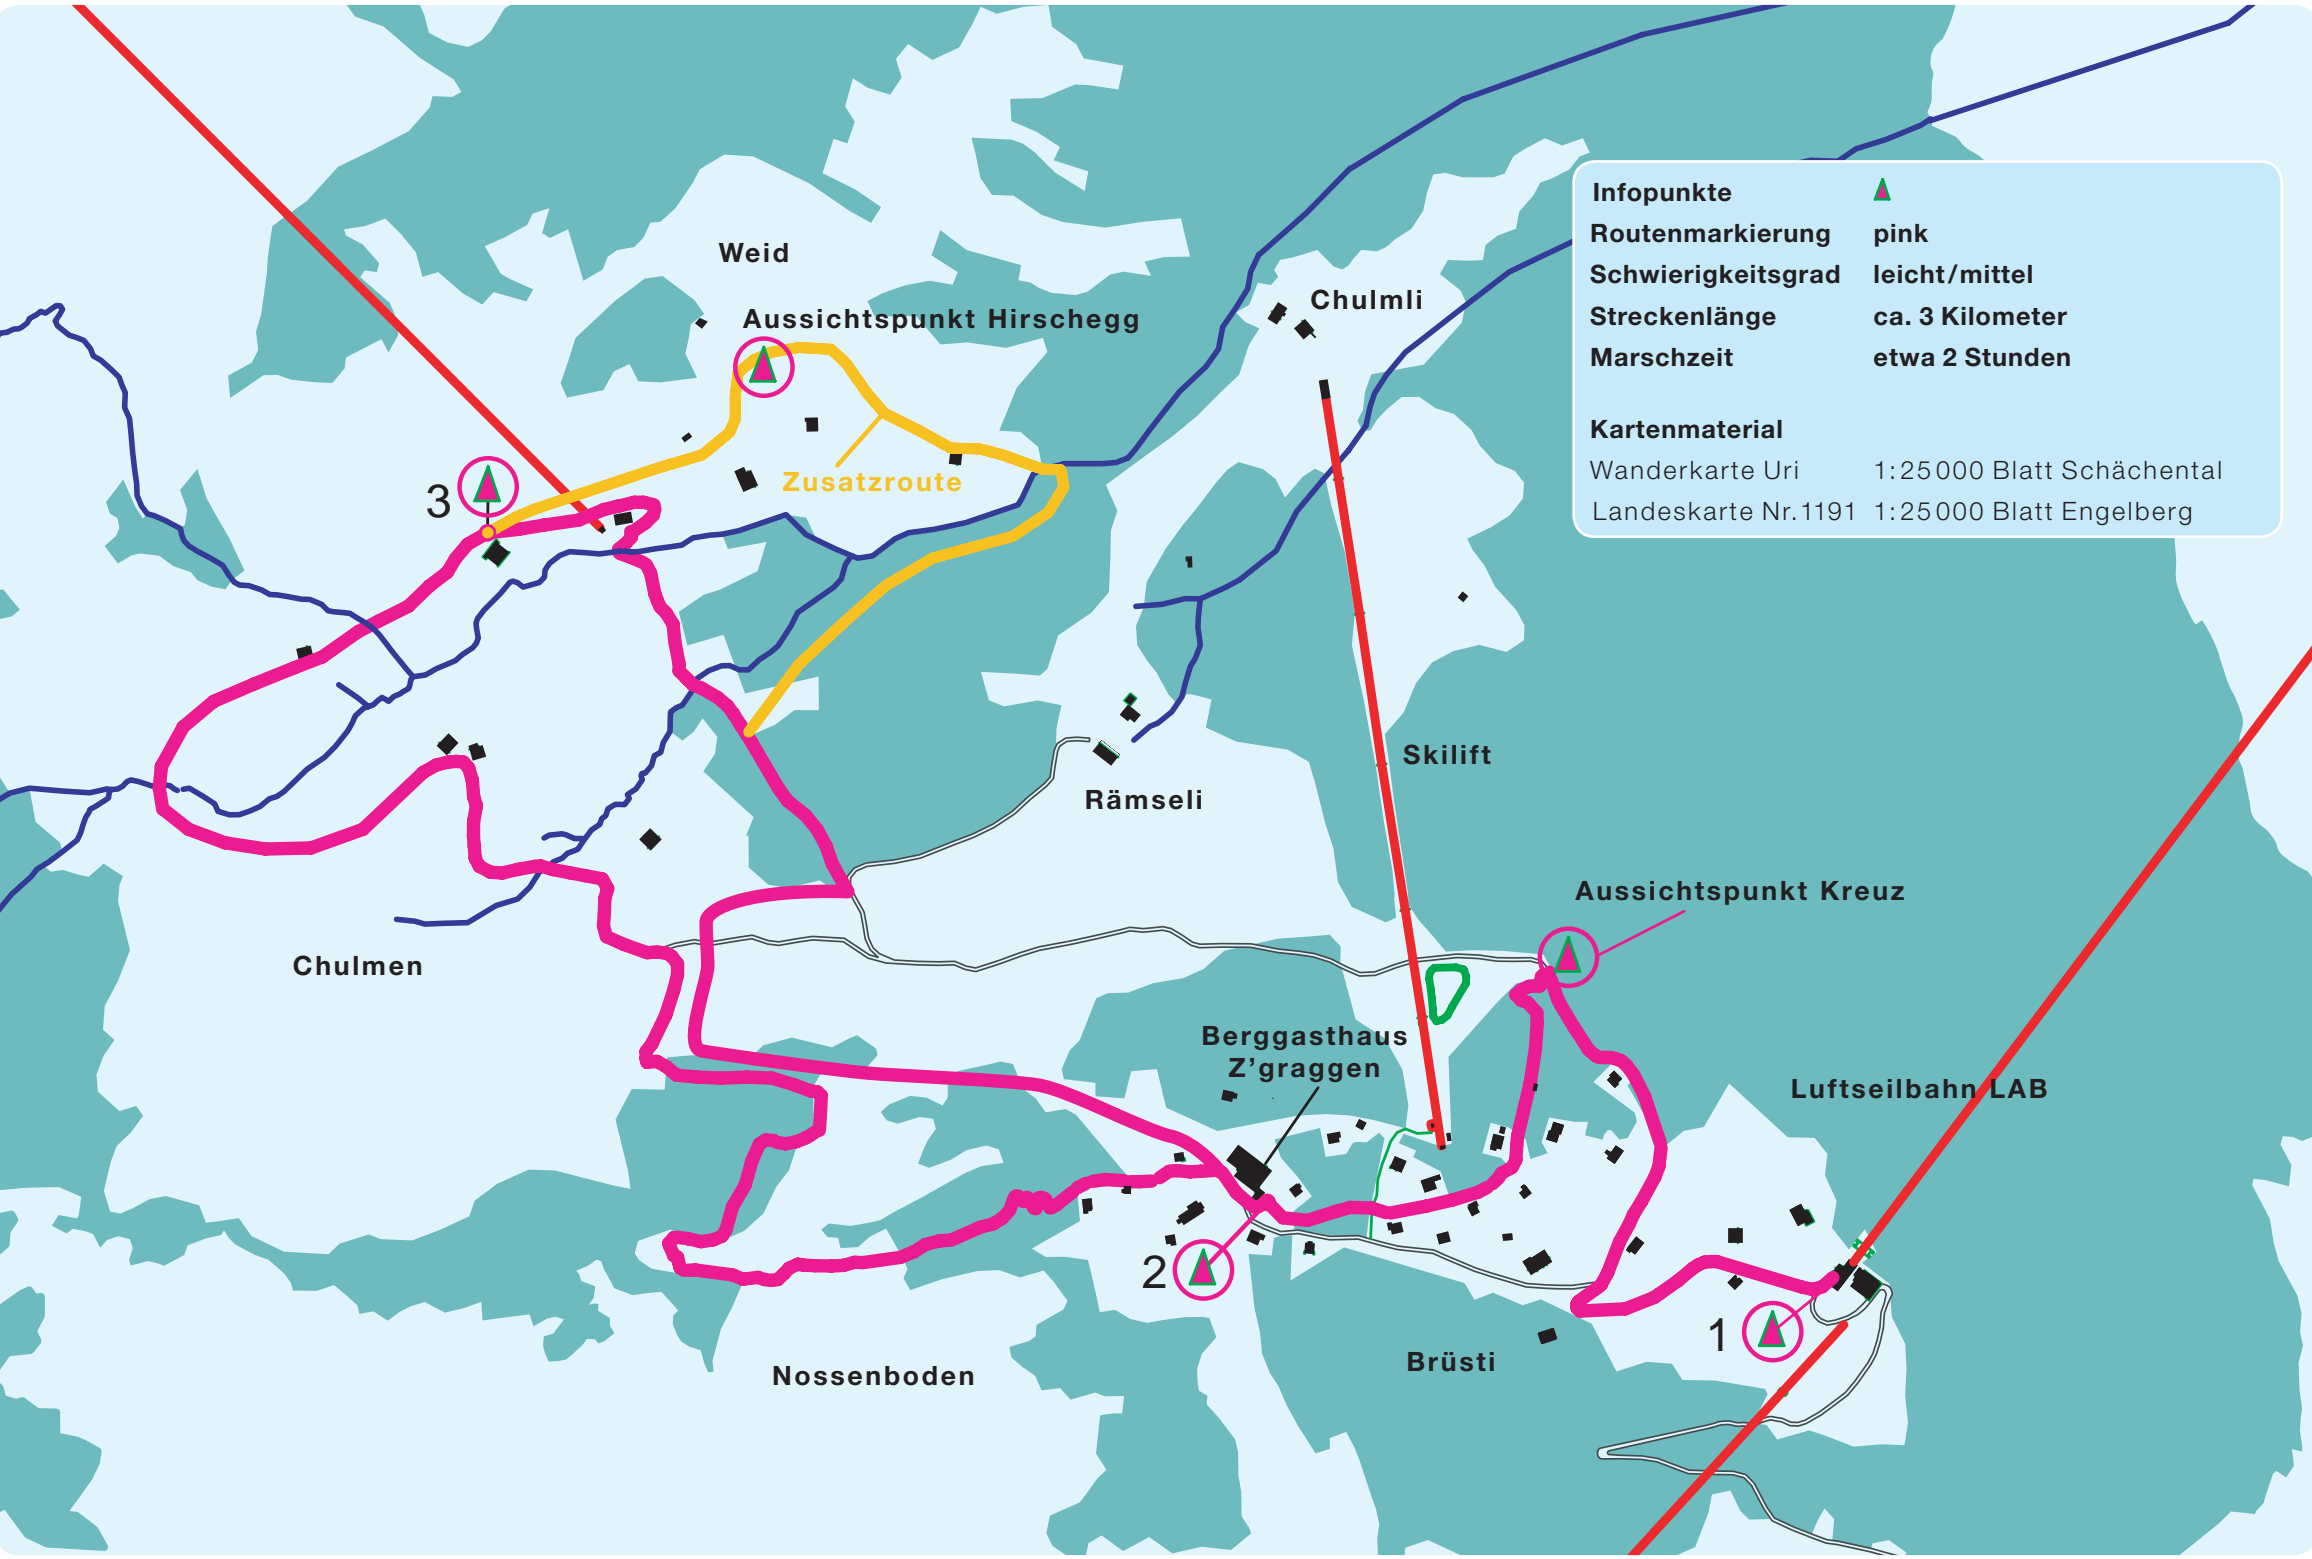 Infopunkte
Routenmarkierung pink
Schwierigkeitsgrad leicht/mittel
Streckenlänge ca. 3 Kilometer
Marschzeit etwa 2 Stunden
Kartenmaterial
Wanderkarte Uri 1:25000 Blatt Schächental
Landeskarte Nr. 1191 1:25000 Blatt Engelberg
Weid
Aussichtspunkt Hirschegg
Chulmli
Zusatzroute
3
Skilift
Rämseli
Aussichtspunkt Kreuz
Chulmen
Berggasthaus
Z'graggen
Luftseilbahn LAB
2
1
Brüsti
Nossenboden